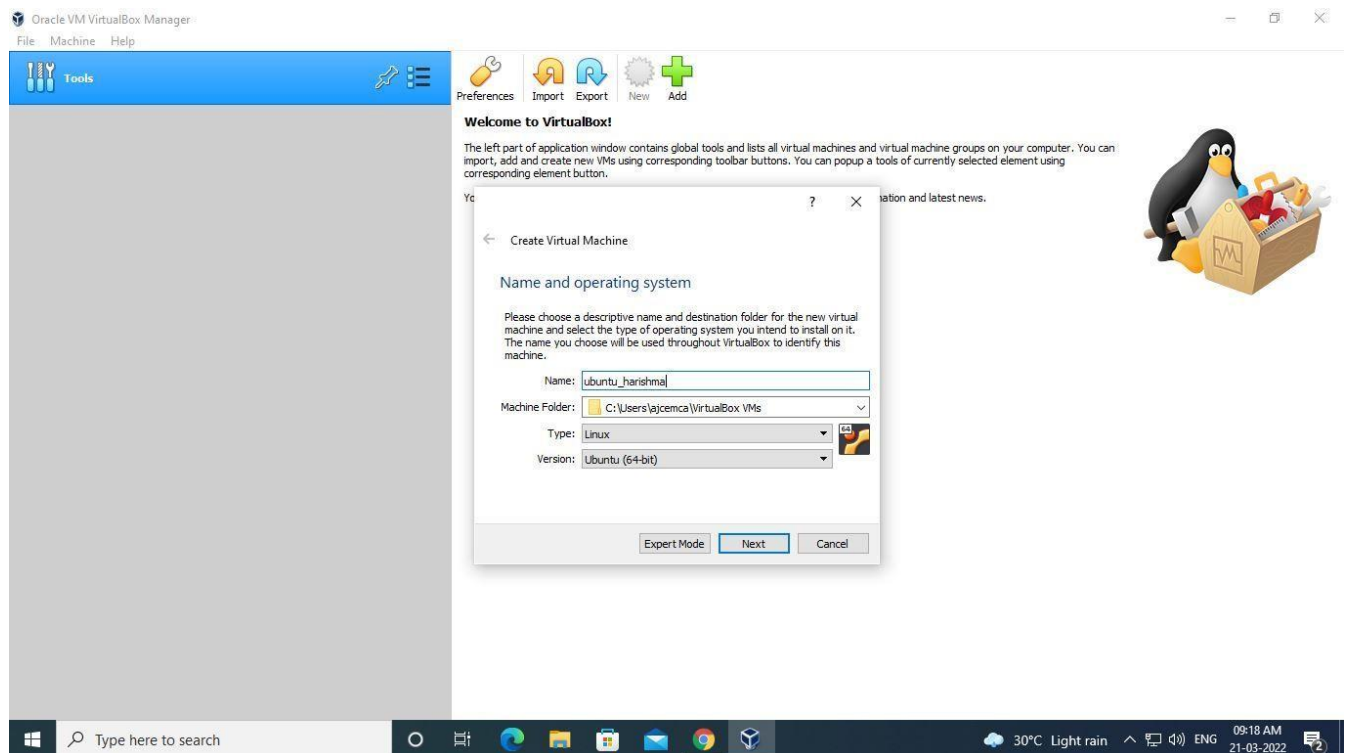 Oracle VM VirtualBox Manager
File Machine Help
Tools
Preferences Import Export New Add
Welcome to VirtualBox!
The left part of application window contains global tools and lists all virtual machines and virtual machine groups on your computer. You can
import, add and create new VMs using corresponding toolbar buttons. You can popup a tools of currently selected element using
corresponding element button.
ation and latest news.
?
Create Virtual Machine
Name and operating system
Please choose a descriptive name and destination folder for the new virtual
machine and select the type of operating system you intend to install on it.
The name you choose will be used throughout VirtualBox to identify this
machine.
Name: ubuntu_harishma
Machine Folder: C:\Users\ajcemca\VirtualBox VMs
Type: Linux
64
Version: Ubuntu (64-bit)
Expert Mode Next Cancel
Type here to search
30°C Light rain ENG
09:18 AM
21-03-2022
2